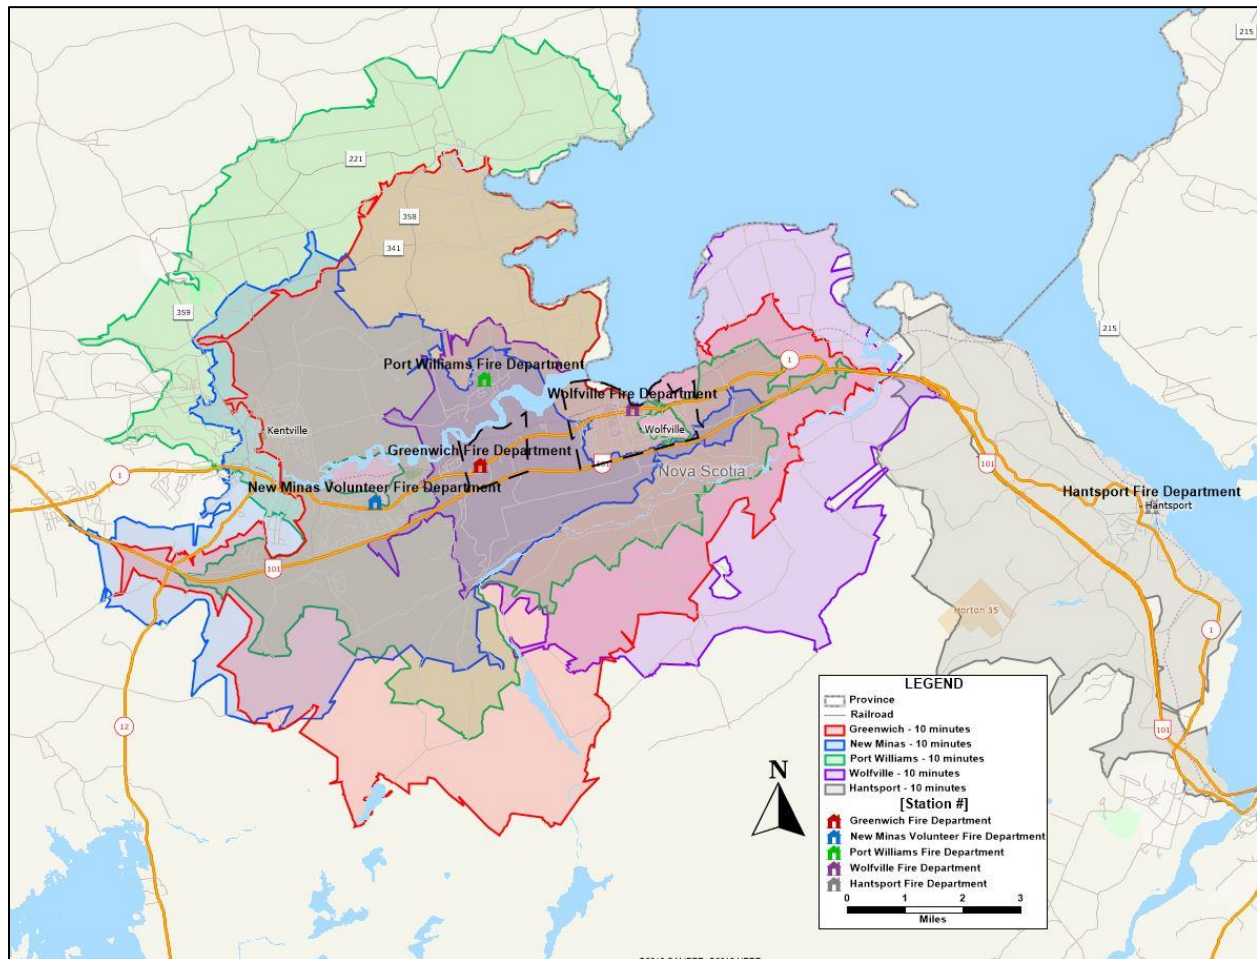 215
221
358
341
359
215
Port Williams Fire Department
1
Wolfville Fire Department
1
Kentville
Wolfville
Greenwich Fire Department
101
Nova Scotia
1
101
New Minas Volunteer Fire Department
Hantsport Fire Department
Hantsport
101
Horton 35
1
12
101
LEGEND
Province
Railroad
Greenwich - 10 minutes
New Minas - 10 minutes
Port Williams - 10 minutes
Wolfville - 10 minutes
Hantsport - 10 minutes
[Station #]
Greenwich Fire Department
New Minas Volunteer Fire Department
Port Williams Fire Department
Wolfville Fire Department
Hantsport Fire Department
0 1 2 3
Miles
N